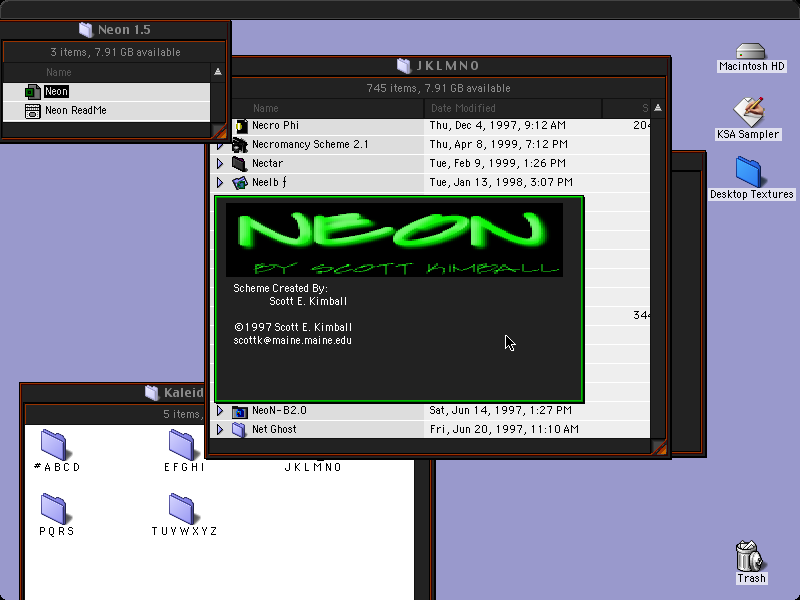 Neon 1.5
3 items, 7.91 GB available
Name
Neon
Neon ReadMe
JKLMNO
745 items, 7.91 GB available
Name Date Modified S
Necro Phi Thu, Dec 4, 1997, 9:12 AM 204
Necromancy Scheme 2.1 Thu, Apr 8, 1999, 7:12 PM
Nectar Tue, Feb 9, 1999, 1:26 PM
Neelb ƒ Tue, Jan 13, 1998, 3:07 PM
344
NEON
BY SCOTT KIMBALL
Scheme Created By:
Scott E. Kimball
©1997 Scott E. Kimball
scottk@maine.maine.edu
NeoN-B2.0 Sat, Jun 14, 1997, 1:27 PM
Net Ghost Fri, Jun 20, 1997, 11:10 AM
Kaleid
5 items,
#ABCD
EFGHI
JKLMNO
PQRS
TUVWXYZ
Macintosh HD
KSA Sampler
Desktop Textures
Trash